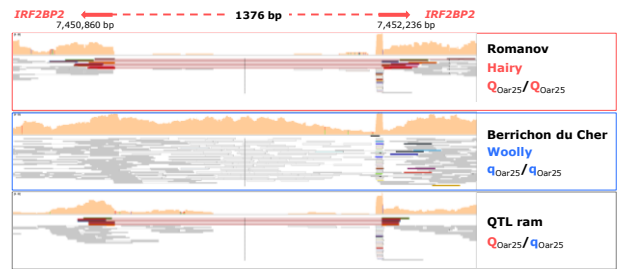 IRF2BP2 1376 bp IRF2BP2
7,450,860 bp 7,452,236 bp
Romanov
Hairy
QOar25/QOar25
Berrichon du Cher
Woolly
qOar25/qOar25
QTL ram
QOar25/qOar25